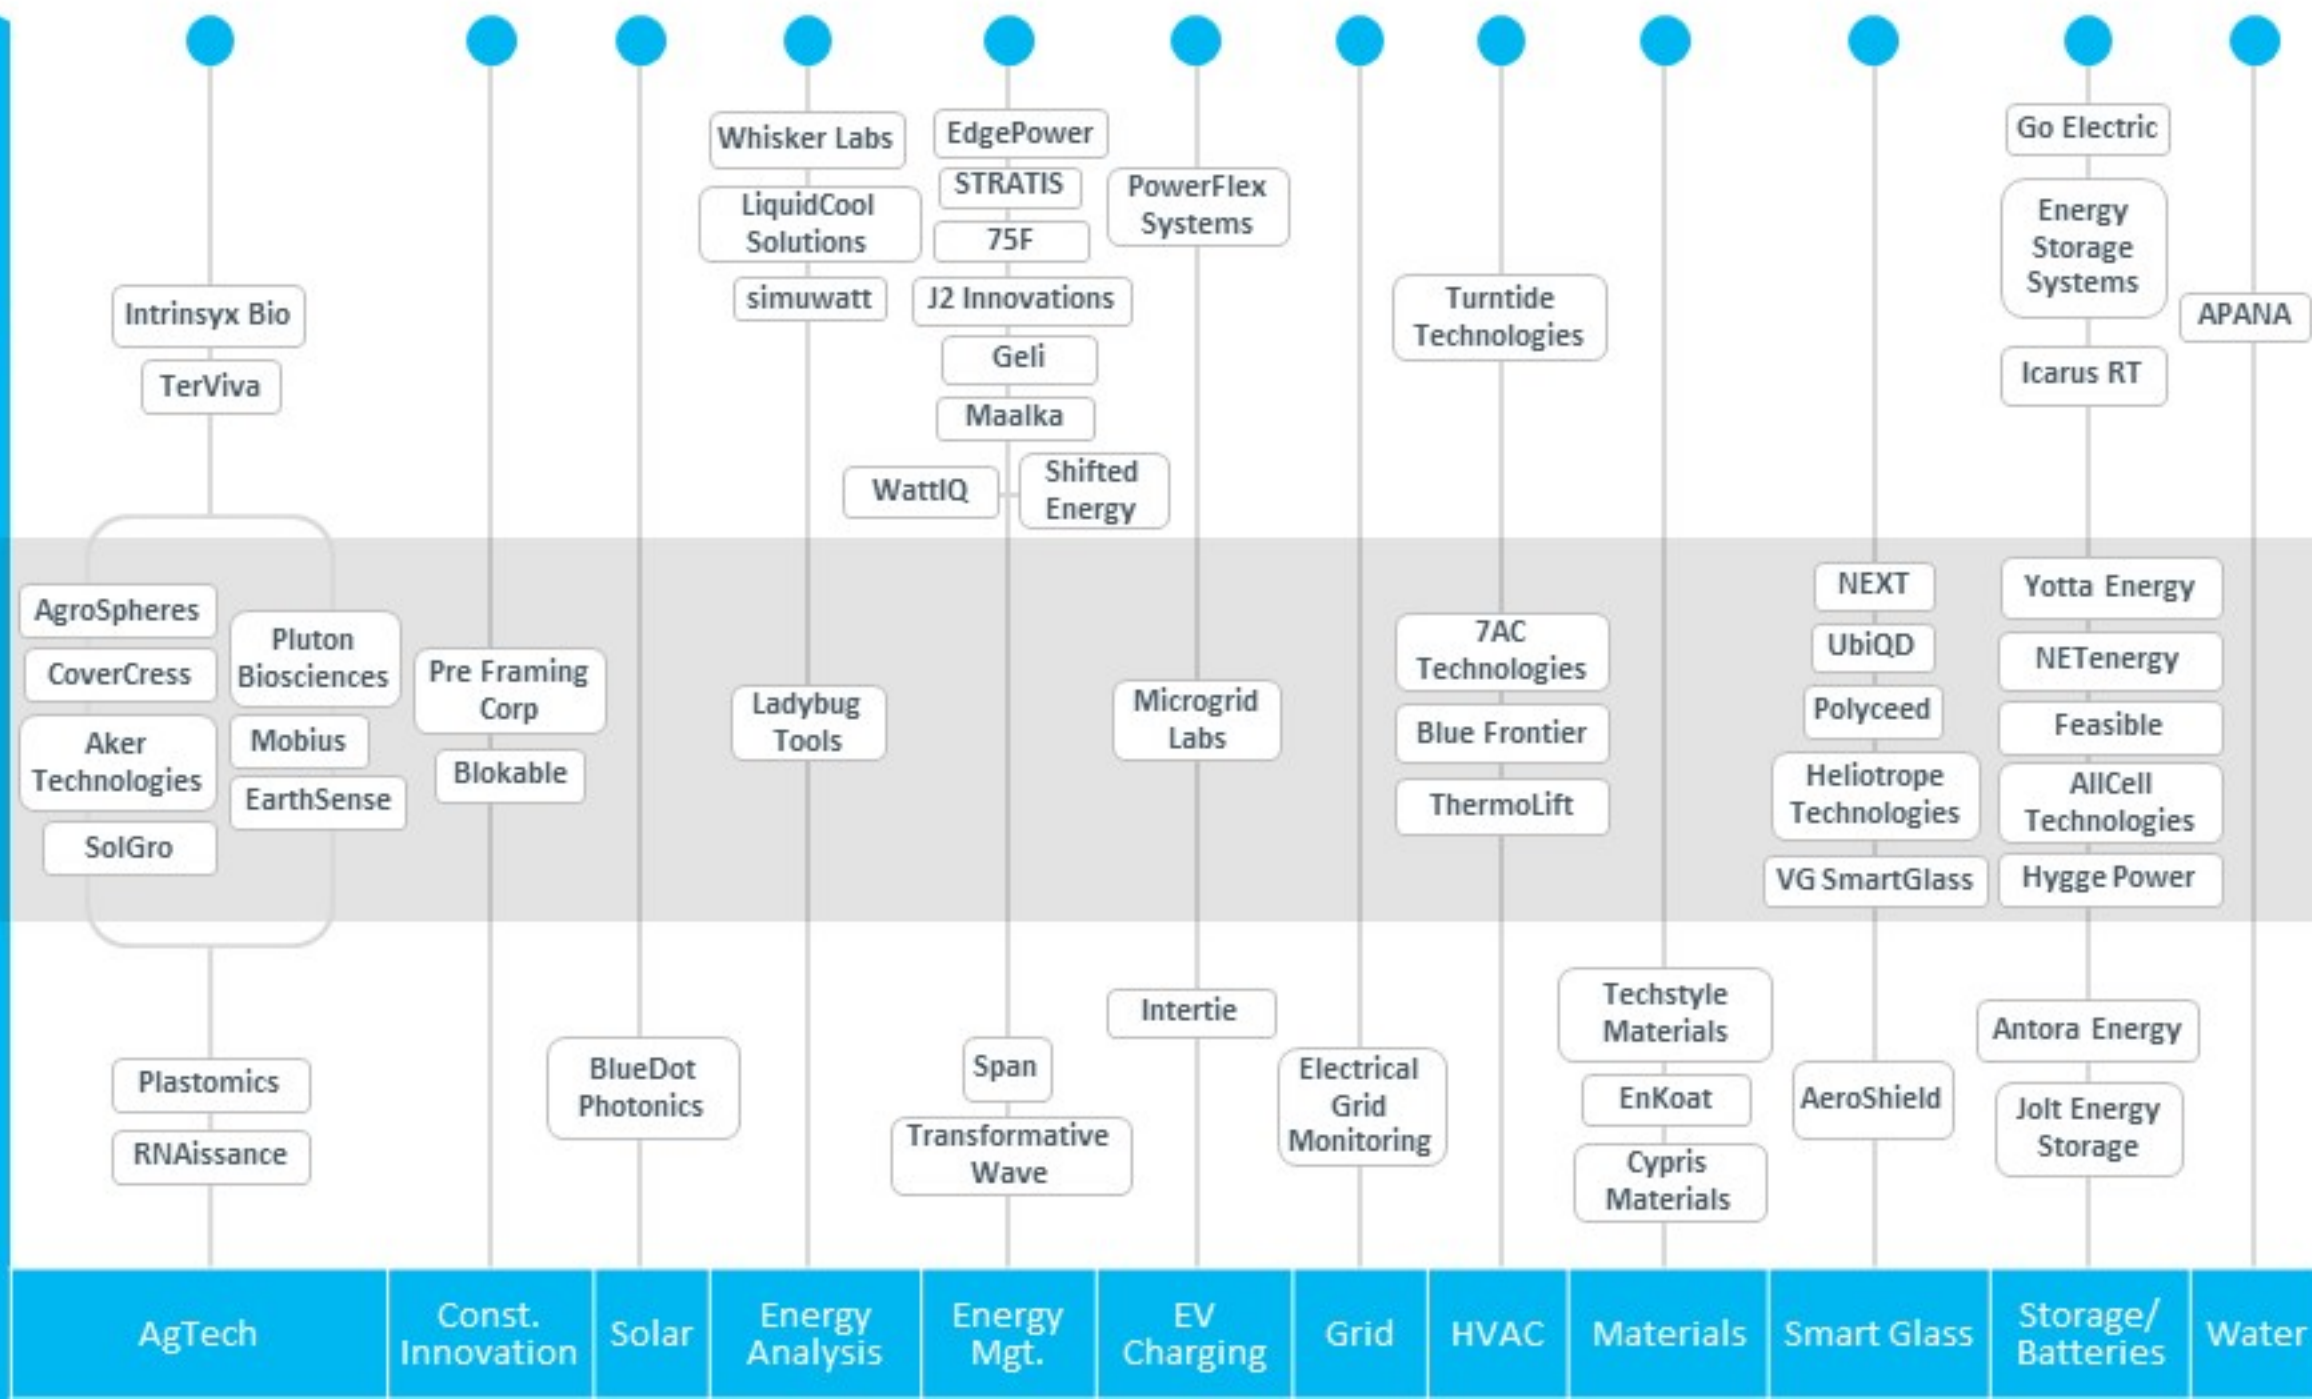 Intrinsyx Bio
TerViva
AgroSpheres
CoverCress
Aker
Technologies
SolGro
Pluton
Biosciences
Mobius
EarthSense
Plastomics
RNAissance
Pre Framing
Corp
Blokable
BlueDot
Photonics
Whisker Labs
LiquidCool
Solutions
simuwatt
Ladybug
Tools
EdgePower
STRATIS
75F
J2 Innovations
Geli
Maalka
WattIQ
Shifted
Energy
Span
Transformative
Wave
PowerFlex
Systems
Microgrid
Labs
Intertie
Electrical
Grid
Monitoring
Turntide
Technologies
7AC
Technologies
Blue Frontier
ThermoLift
Techstyle
Materials
EnKoat
Cypris
Materials
NEXT
UbiQD
Polyceed
Heliotrope
Technologies
VG SmartGlass
AeroShield
Go Electric
Energy
Storage
Systems
Icarus RT
Yotta Energy
NETenergy
Feasible
AllCell
Technologies
Hygge Power
Antora Energy
Jolt Energy
Storage
APANA
AgTech
Const.
Innovation
Solar
Energy
Analysis
Energy
Mgt.
EV
Charging
Grid
HVAC
Materials
Smart Glass
Storage/
Batteries
Water